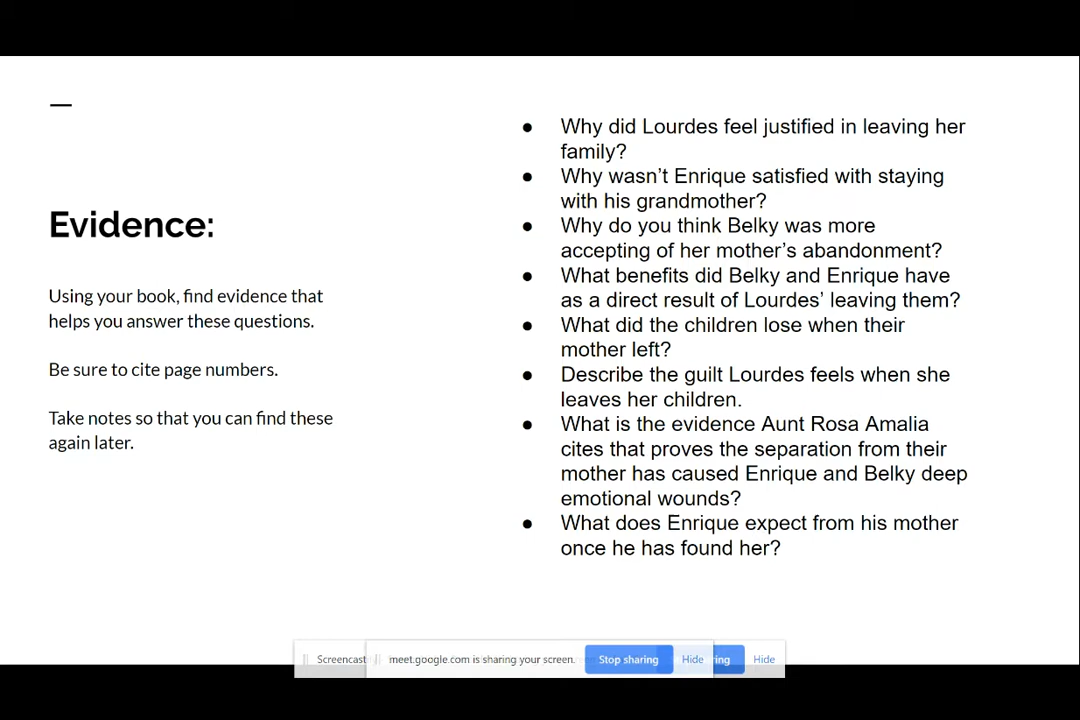 Evidence:
Using your book, find evidence that
helps you answer these questions.
Be sure to cite page numbers.
Take notes so that you can find these
again later.
● Why did Lourdes feel justified in leaving her
family?
● Why wasn’t Enrique satisfied with staying
with his grandmother?
● Why do you think Belky was more
accepting of her mother’s abandonment?
● What benefits did Belky and Enrique have
as a direct result of Lourdes’ leaving them?
● What did the children lose when their
mother left?
● Describe the guilt Lourdes feels when she
leaves her children.
● What is the evidence Aunt Rosa Amalia
cites that proves the separation from their
mother has caused Enrique and Belky deep
emotional wounds?
● What does Enrique expect from his mother
once he has found her?
Screencast meet.google.com is sharing your screen. Stop sharing Hide ring Hide